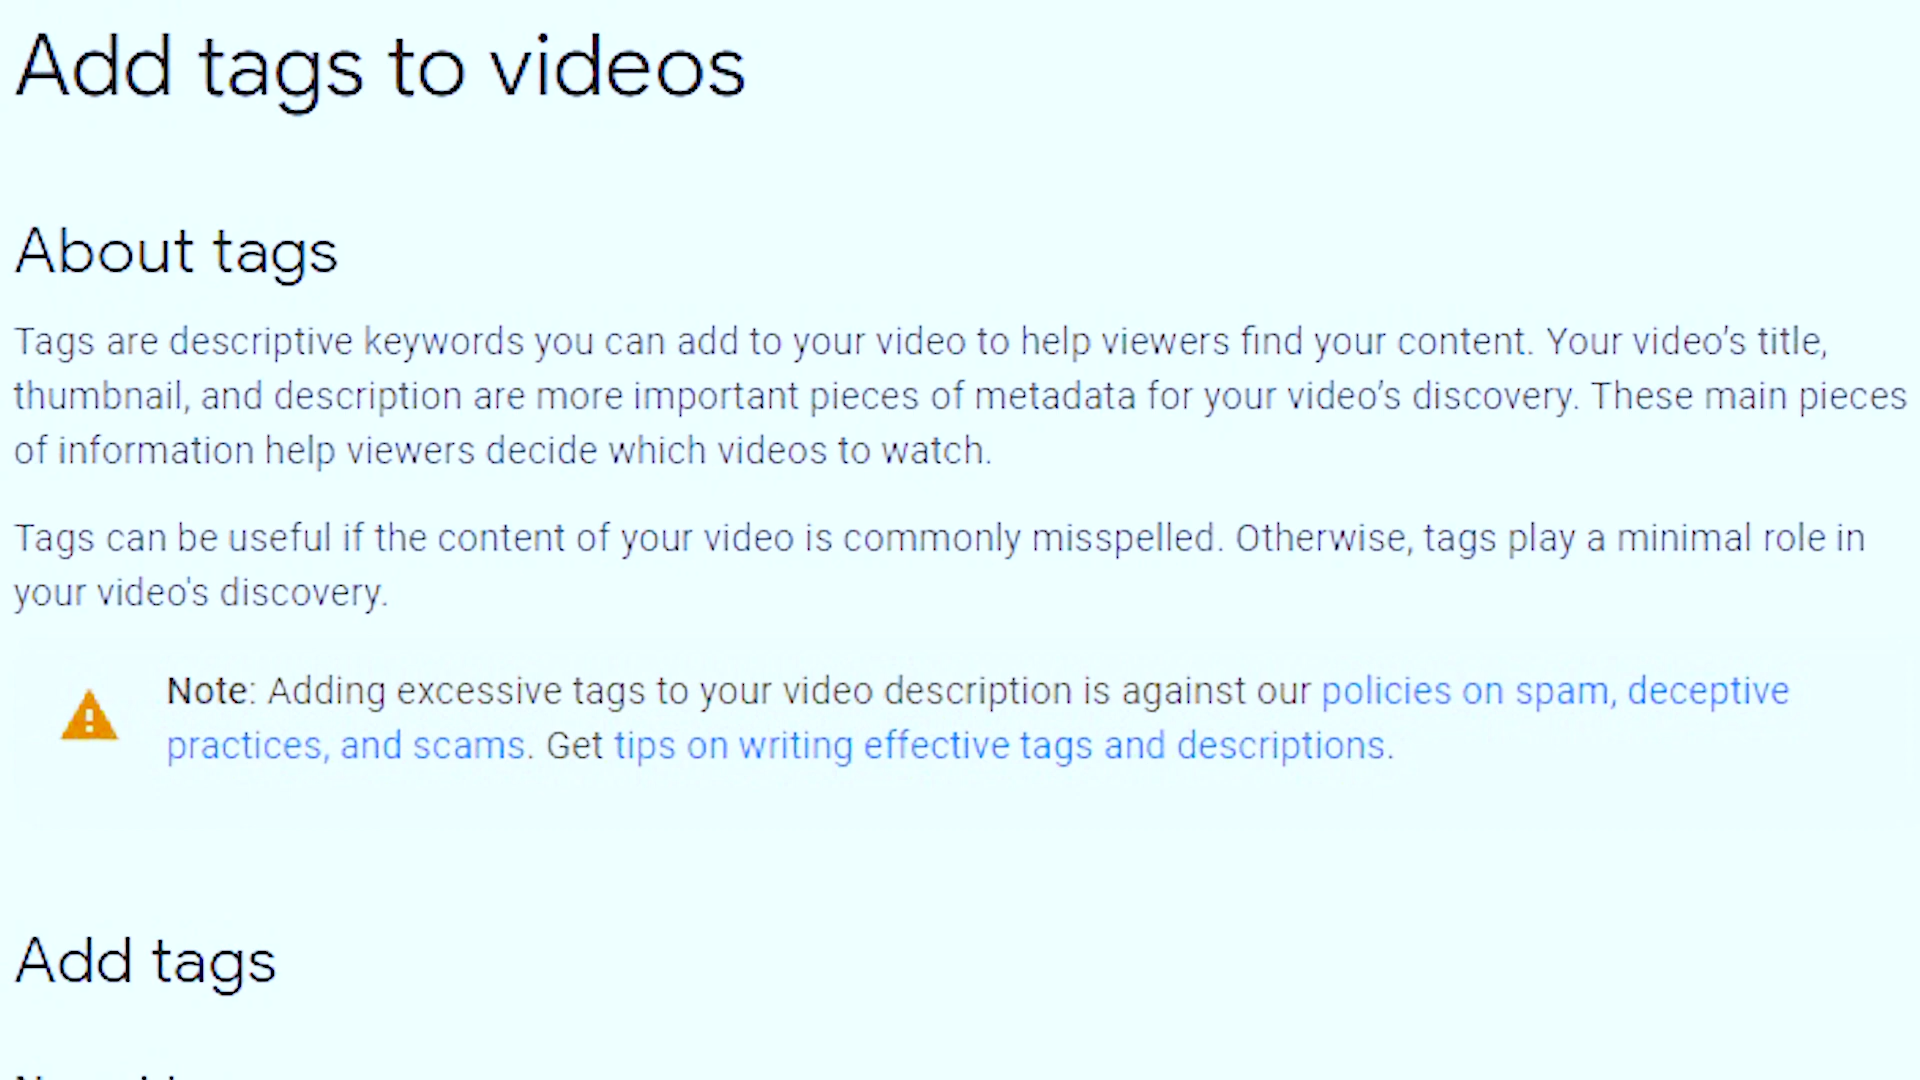 Add tags to videos
About tags
Tags are descriptive keywords you can add to your video to help viewers find your content. Your video’s title,
thumbnail, and description are more important pieces of metadata for your video’s discovery. These main pieces
of information help viewers decide which videos to watch.
Tags can be useful if the content of your video is commonly misspelled. Otherwise, tags play a minimal role in
your video's discovery.
Note: Adding excessive tags to your video description is against our policies on spam, deceptive
practices, and scams. Get tips on writing effective tags and descriptions.
Add tags